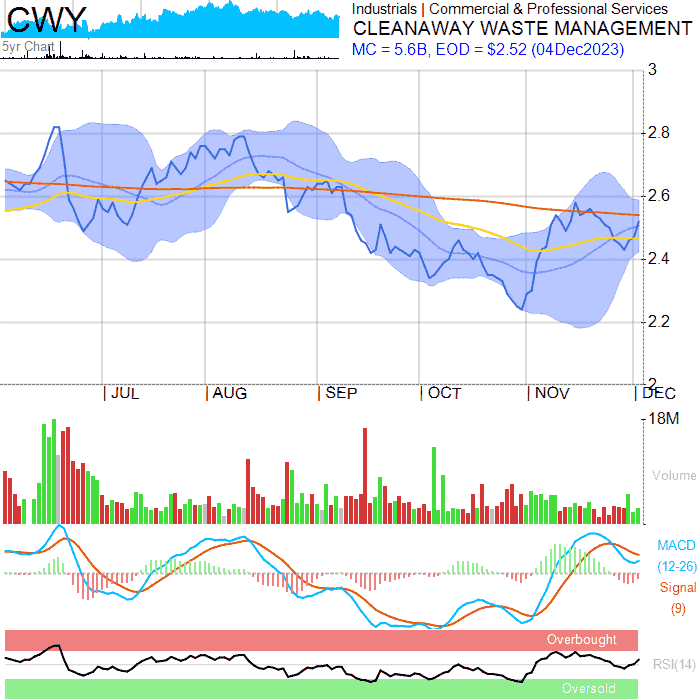 CWY
5yr Chart
Industrials | Commercial & Professional Services
CLEANAWAY WASTE MANAGEMENT
MC = 5.6B, EOD = $2.52 (04Dec2023)
3
2.8
2.6
2.4
2.2
2
JUL AUG SEP OCT NOV DEC
18M
Volume
MACD
(12-26)
Signal
(9)
Overbought
RSI(14)
Oversold